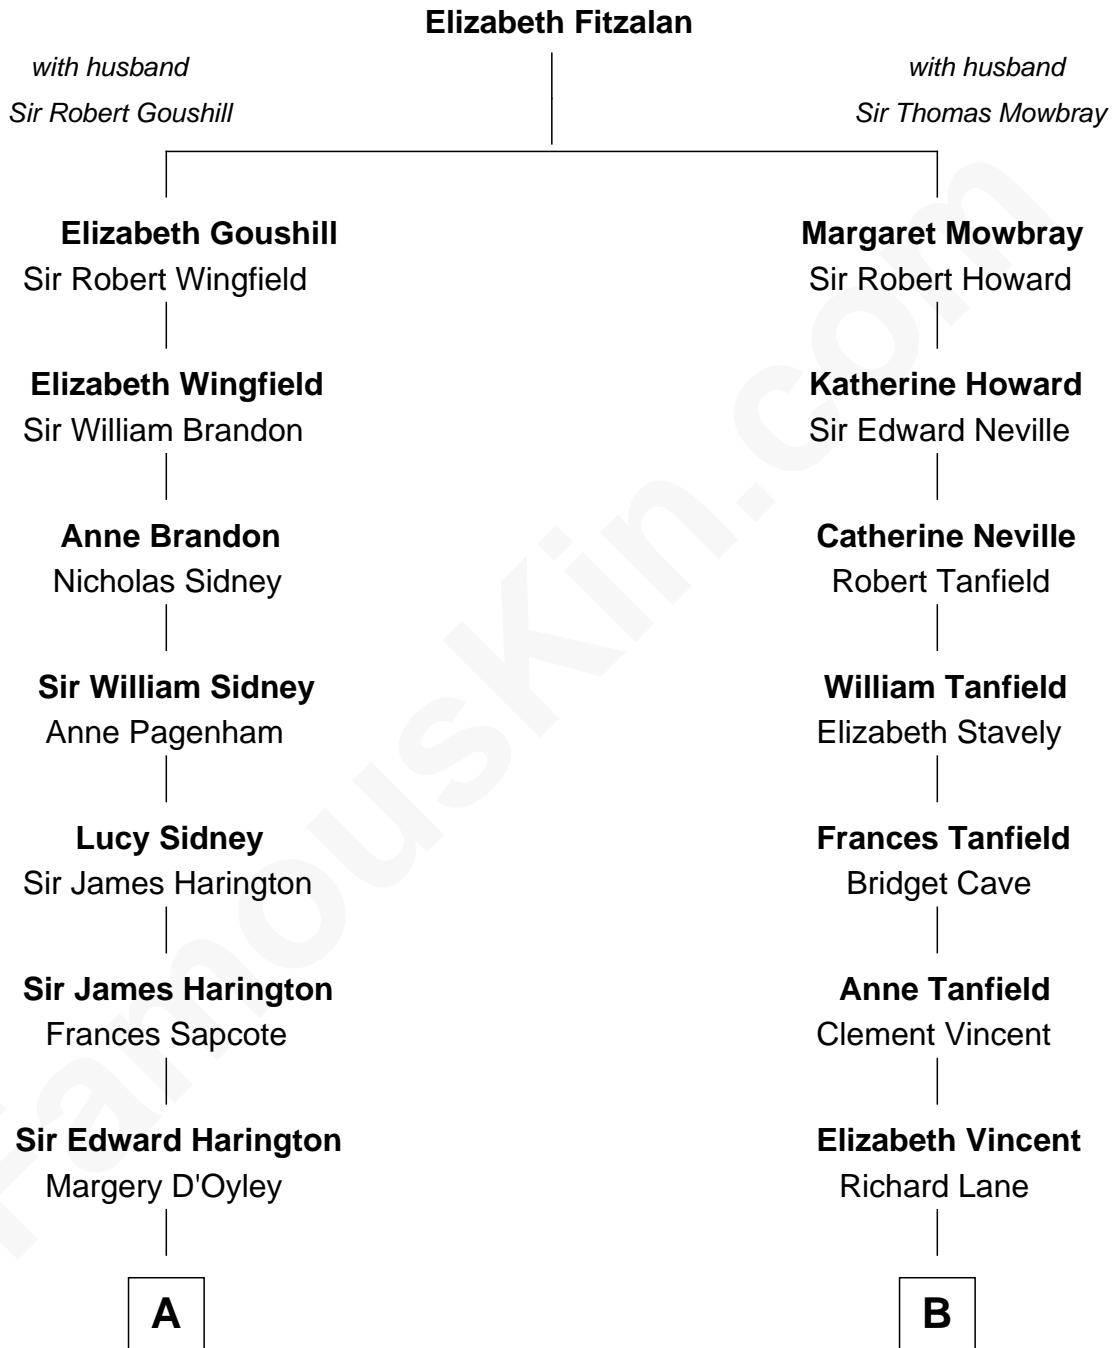 Elizabeth Fitzalan
with husband
Sir Robert Goushill
with husband
Sir Thomas Mowbray
Elizabeth Goushill
Sir Robert Wingfield
Margaret Mowbray
Sir Robert Howard
Elizabeth Wingfield
Sir William Brandon
Katherine Howard
Sir Edward Neville
Anne Brandon
Nicholas Sidney
Catherine Neville
Robert Tanfield
Sir William Sidney
Anne Pagenham
William Tanfield
Elizabeth Stavely
Lucy Sidney
Sir James Harington
Frances Tanfield
Bridget Cave
Sir James Harington
Frances Sapcote
Anne Tanfield
Clement Vincent
Sir Edward Harington
Margery D'Oyley
Elizabeth Vincent
Richard Lane
A
B
FamousKin.com